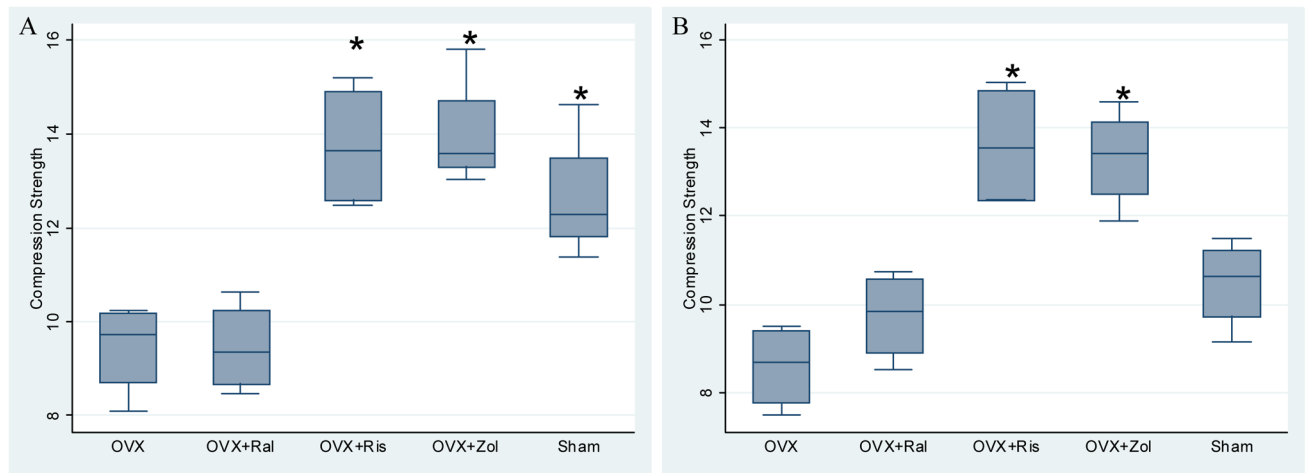 A
Compression Strength
16
14
12
10
8
* * *
OVX OVX+Ral OVX+Ris OVX+Zol Sham
B
Compression Strength
16
14
12
10
8
* *
OVX OVX+Ral OVX+Ris OVX+Zol Sham